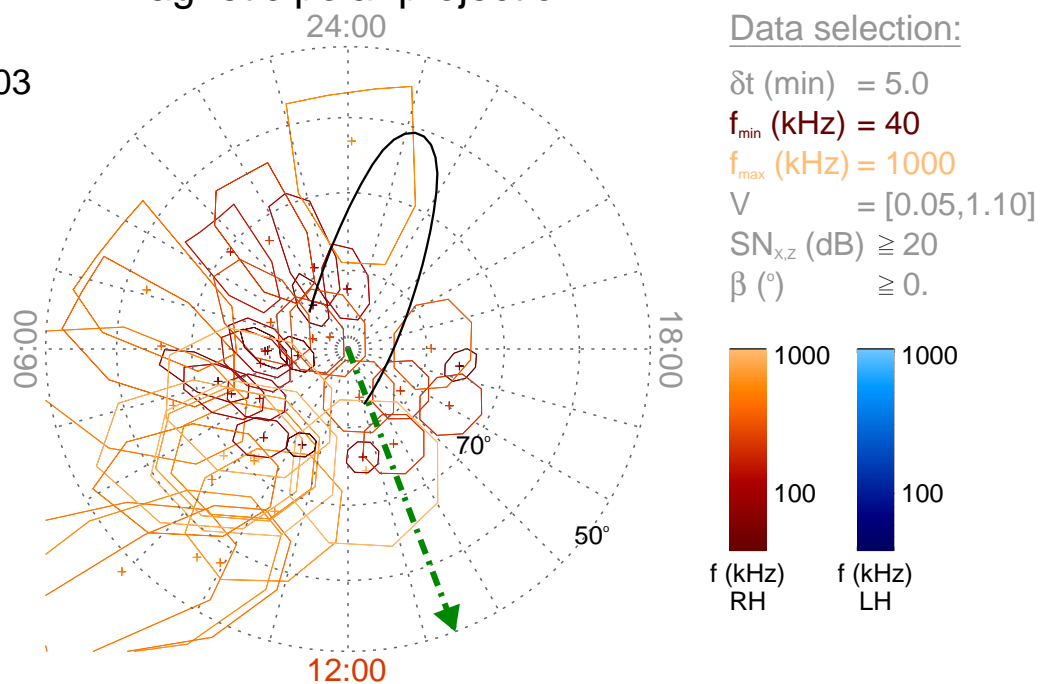 24:00
03
06:00
18:00
12:00
70°
50°
Data selection:
δt (min) = 5.0
fmin (kHz) = 40
fmax (kHz) = 1000
V = [0.05,1.10]
SNx,z (dB) ≧ 20
β (°) ≧ 0.
1000
1000
100
100
f (kHz)
f (kHz)
RH
LH